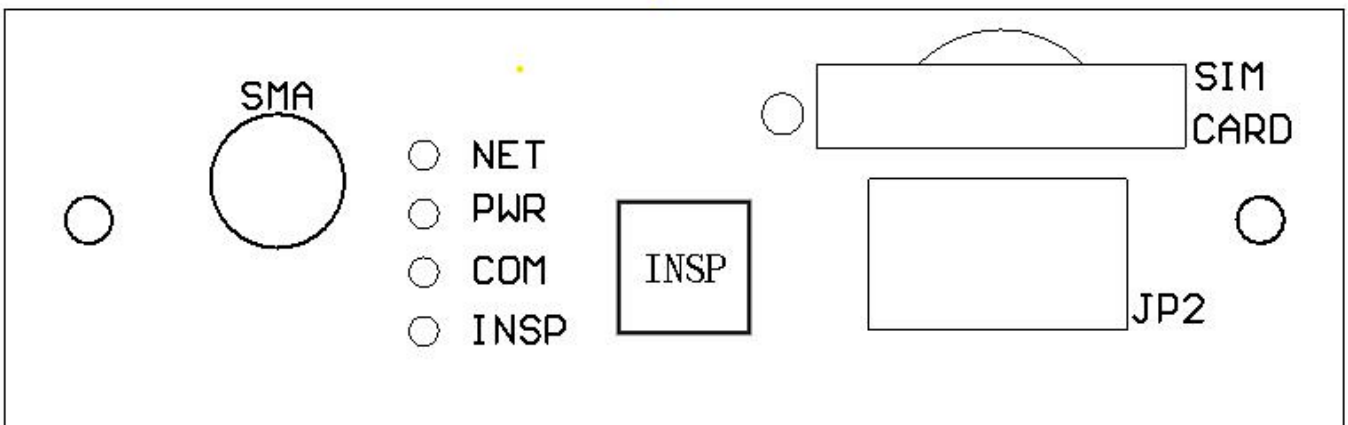 SMA
NET
PWR
COM
INSP
INSP
SIM
CARD
JP2